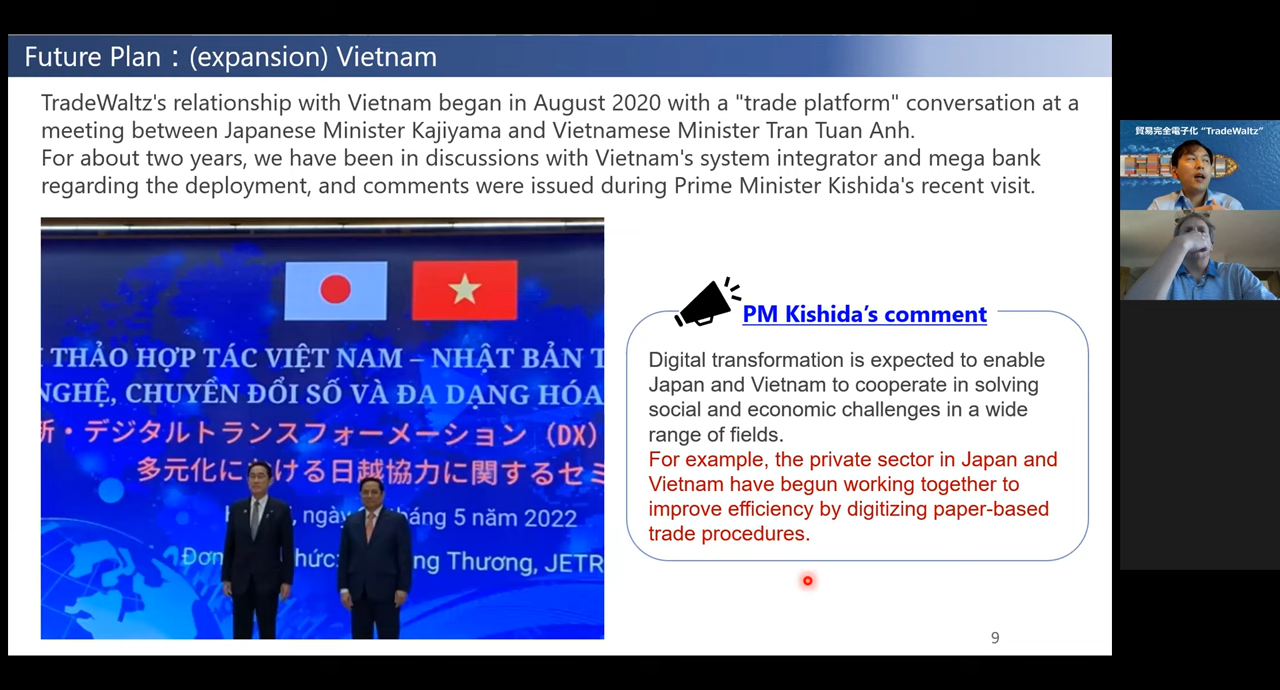 Future Plan：(expansion) Vietnam
TradeWaltz's relationship with Vietnam began in August 2020 with a "trade platform" conversation at a
meeting between Japanese Minister Kajiyama and Vietnamese Minister Tran Tuan Anh.
For about two years, we have been in discussions with Vietnam's system integrator and mega bank
regarding the deployment, and comments were issued during Prime Minister Kishida's recent visit.
THẢO HỢP TÁC VIỆT NAM – NHẬT BẢN
NGHỆ, CHUYỂN ĐỔI SỐ VÀ ĐA DẠNG HÓA
新・デジタルトランスフォーメーション（DX）
多元化に ける日越協力に関するセミ
ngày tháng 5 năm 2022
Thương, JETR
PM Kishida's comment
Digital transformation is expected to enable
Japan and Vietnam to cooperate in solving
social and economic challenges in a wide
range of fields.
For example, the private sector in Japan and
Vietnam have begun working together to
improve efficiency by digitizing paper-based
trade procedures.
9
貿易完全電子化 “TradeWaltz”